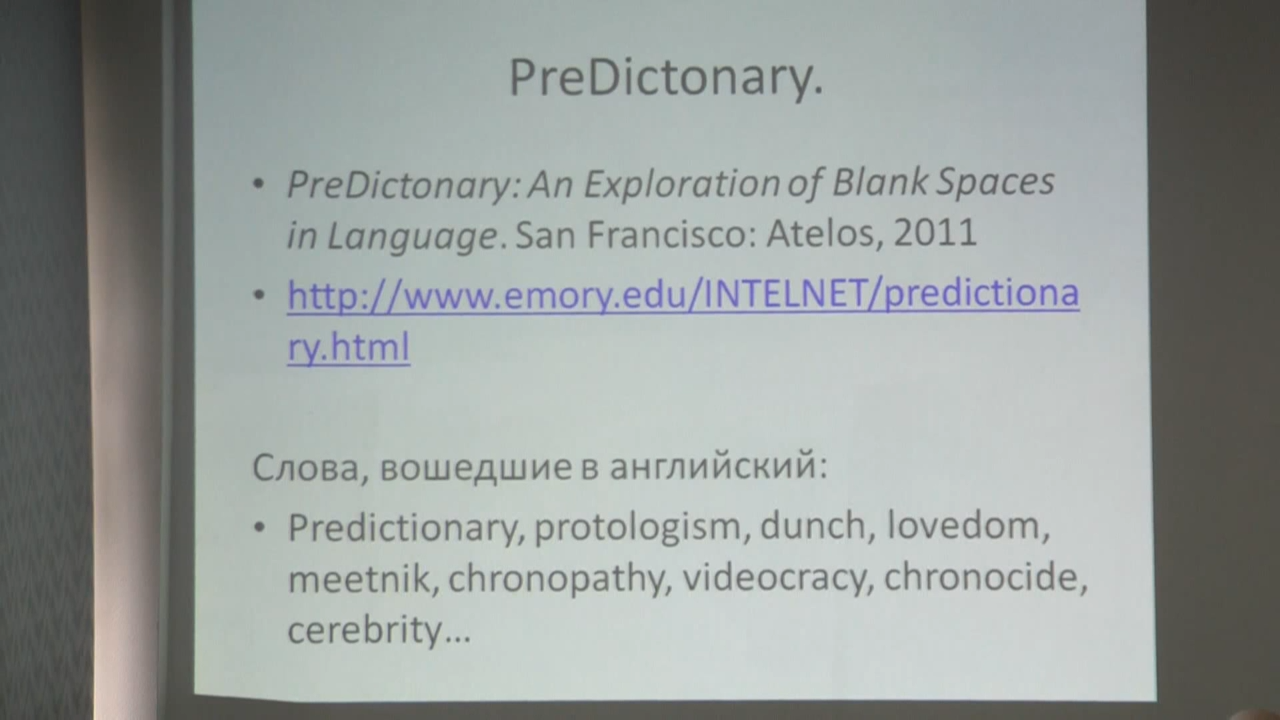 PreDictonary.
• PreDictonary: An Exploration of Blank Spaces
in Language. San Francisco: Atelos, 2011
• http://www.emory.edu/INTELNET/predictiona
ry.html
Слова, вошедшие в английский:
• Predictionary, protologism, dunch, lovedom,
meetnik, chronopathy, videocracy, chronocide,
cerebrity...